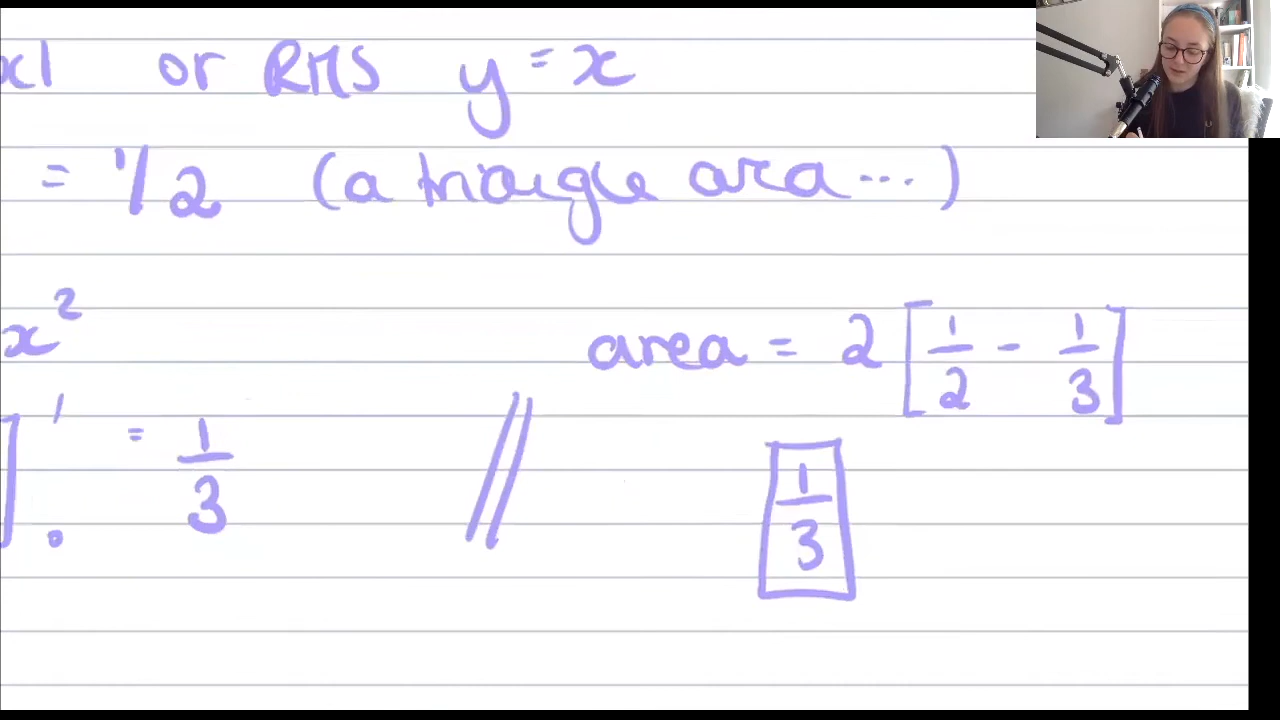 x| or RHS y = x
= 1/2 (a triangle area...)
x²
area = 2 [1/2 - 1/3]
]₀¹ = 1/3 //
1/3